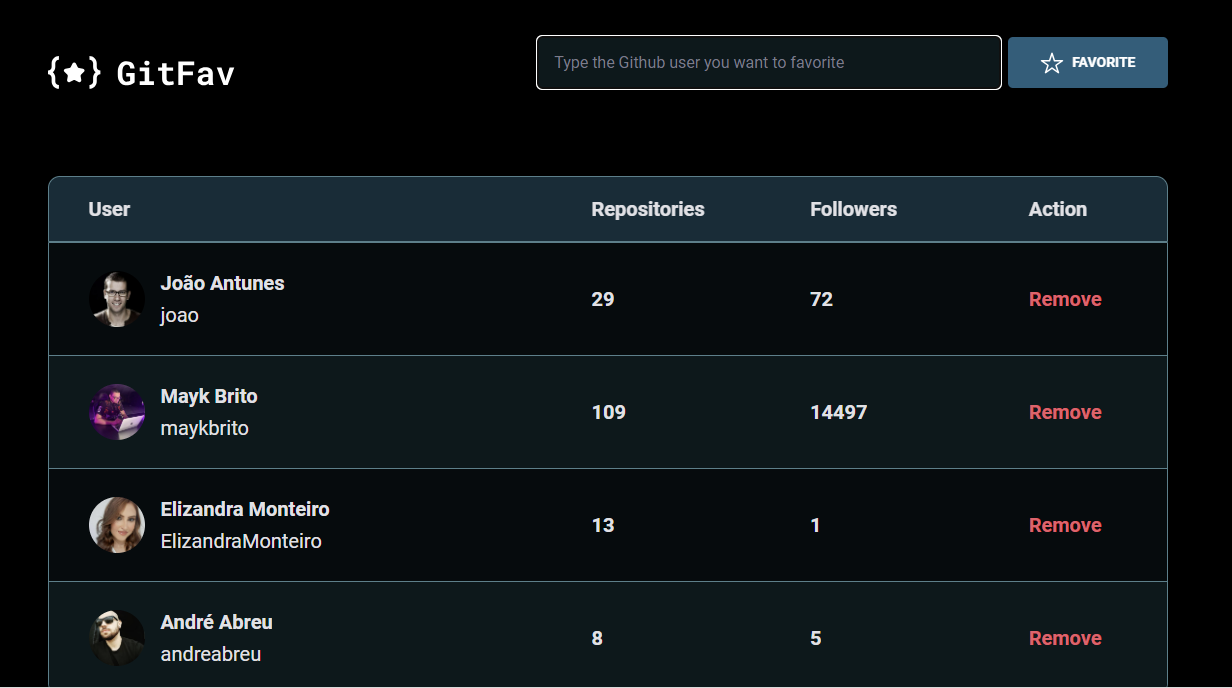 {★} GitFav
Type the Github user you want to favorite
FAVORITE
User Repositories Followers Action
João Antunes
joao
29 72 Remove
Mayk Brito
maykbrito
109 14497 Remove
Elizandra Monteiro
ElizandraMonteiro
13 1 Remove
André Abreu
andreabreu
8 5 Remove